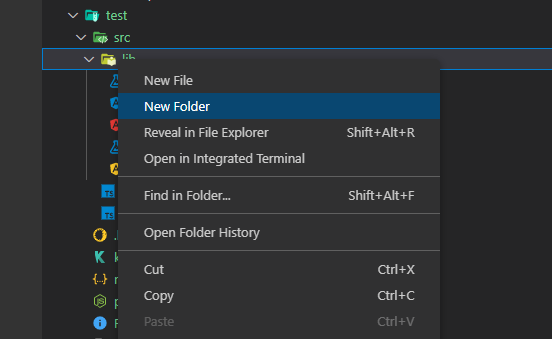 test
src
lib
New File
New Folder
Reveal in File Explorer Shift+Alt+R
Open in Integrated Terminal
Find in Folder... Shift+Alt+F
Open Folder History
Cut Ctrl+X
Copy Ctrl+C
Paste Ctrl+V